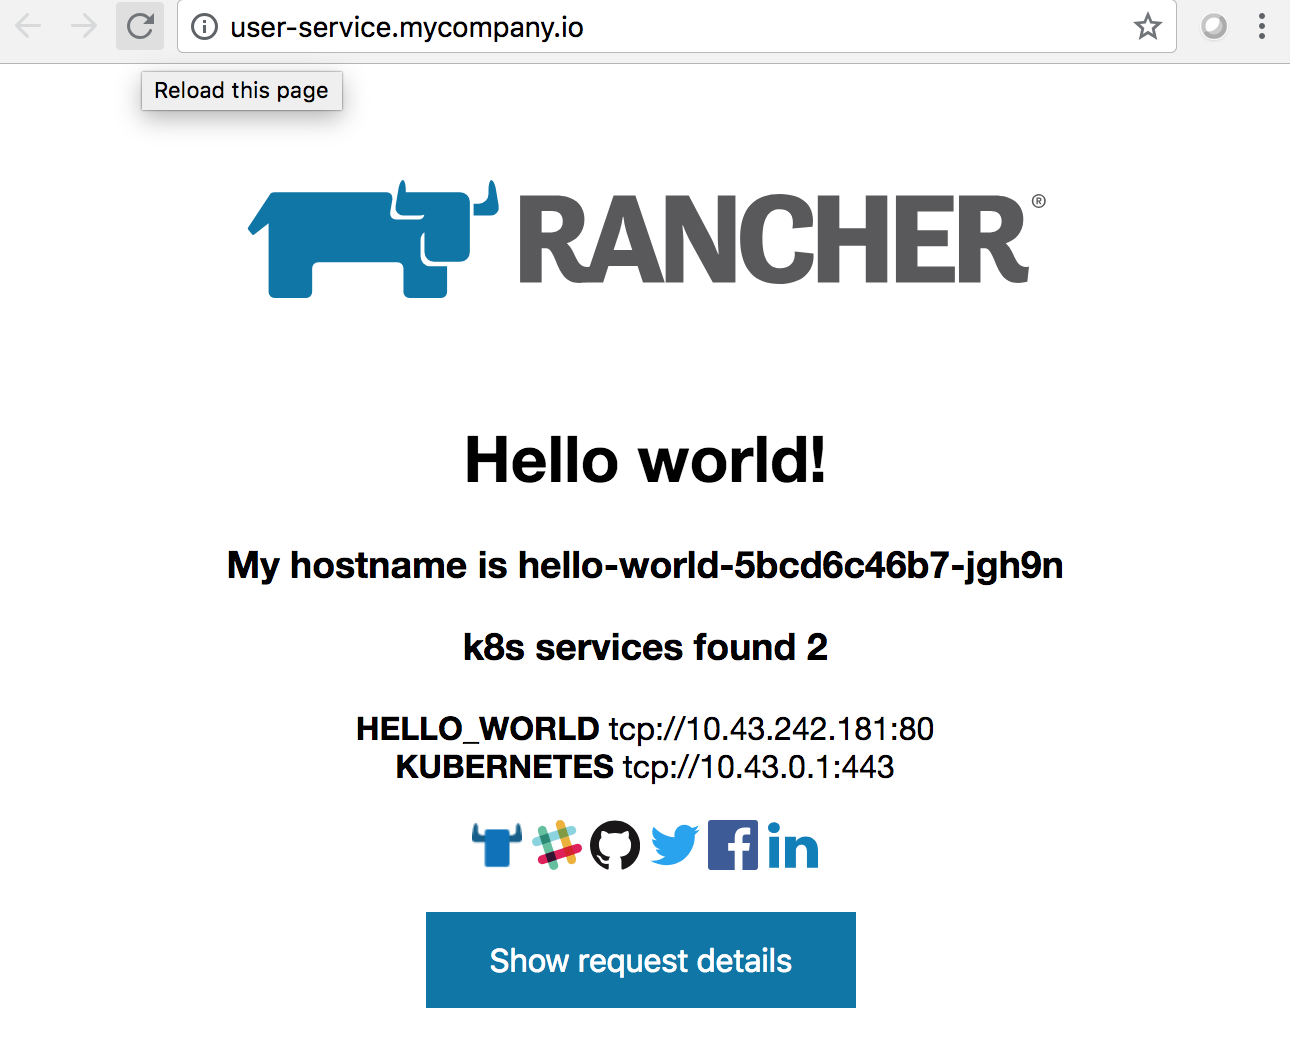 user-service.mycompany.io
Reload this page
RANCHER®
Hello world!
My hostname is hello-world-5bcd6c46b7-jgh9n
k8s services found 2
HELLO_WORLD tcp://10.43.242.181:80
KUBERNETES tcp://10.43.0.1:443
Show request details